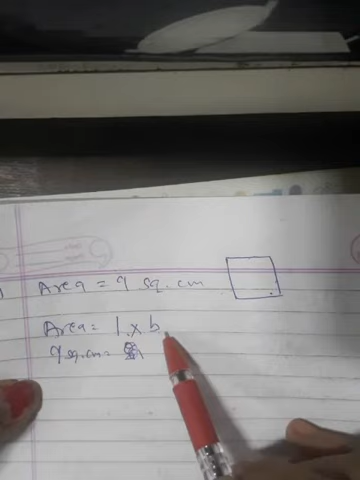 Area = 9 sq. cm
Area = l x b
9 sq. cm =